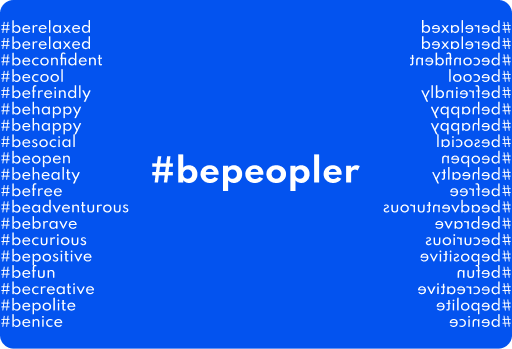 #berelaxed
#berelaxed
#beconfident
#becool
#befreindly
#behappy
#behappy
#besocial
#beopen
#behealty
#befree
#beadventurous
#bebrave
#becurious
#bepositive
#befun
#becreative
#bepolite
#benice
#bepeopler
#berelaxed
#berelaxed
#beconfident
#becool
#befreindly
#behappy
#behappy
#besocial
#beopen
#behealty
#befree
#beadventurous
#bebrave
#becurious
#bepositive
#befun
#becreative
#bepolite
#benice